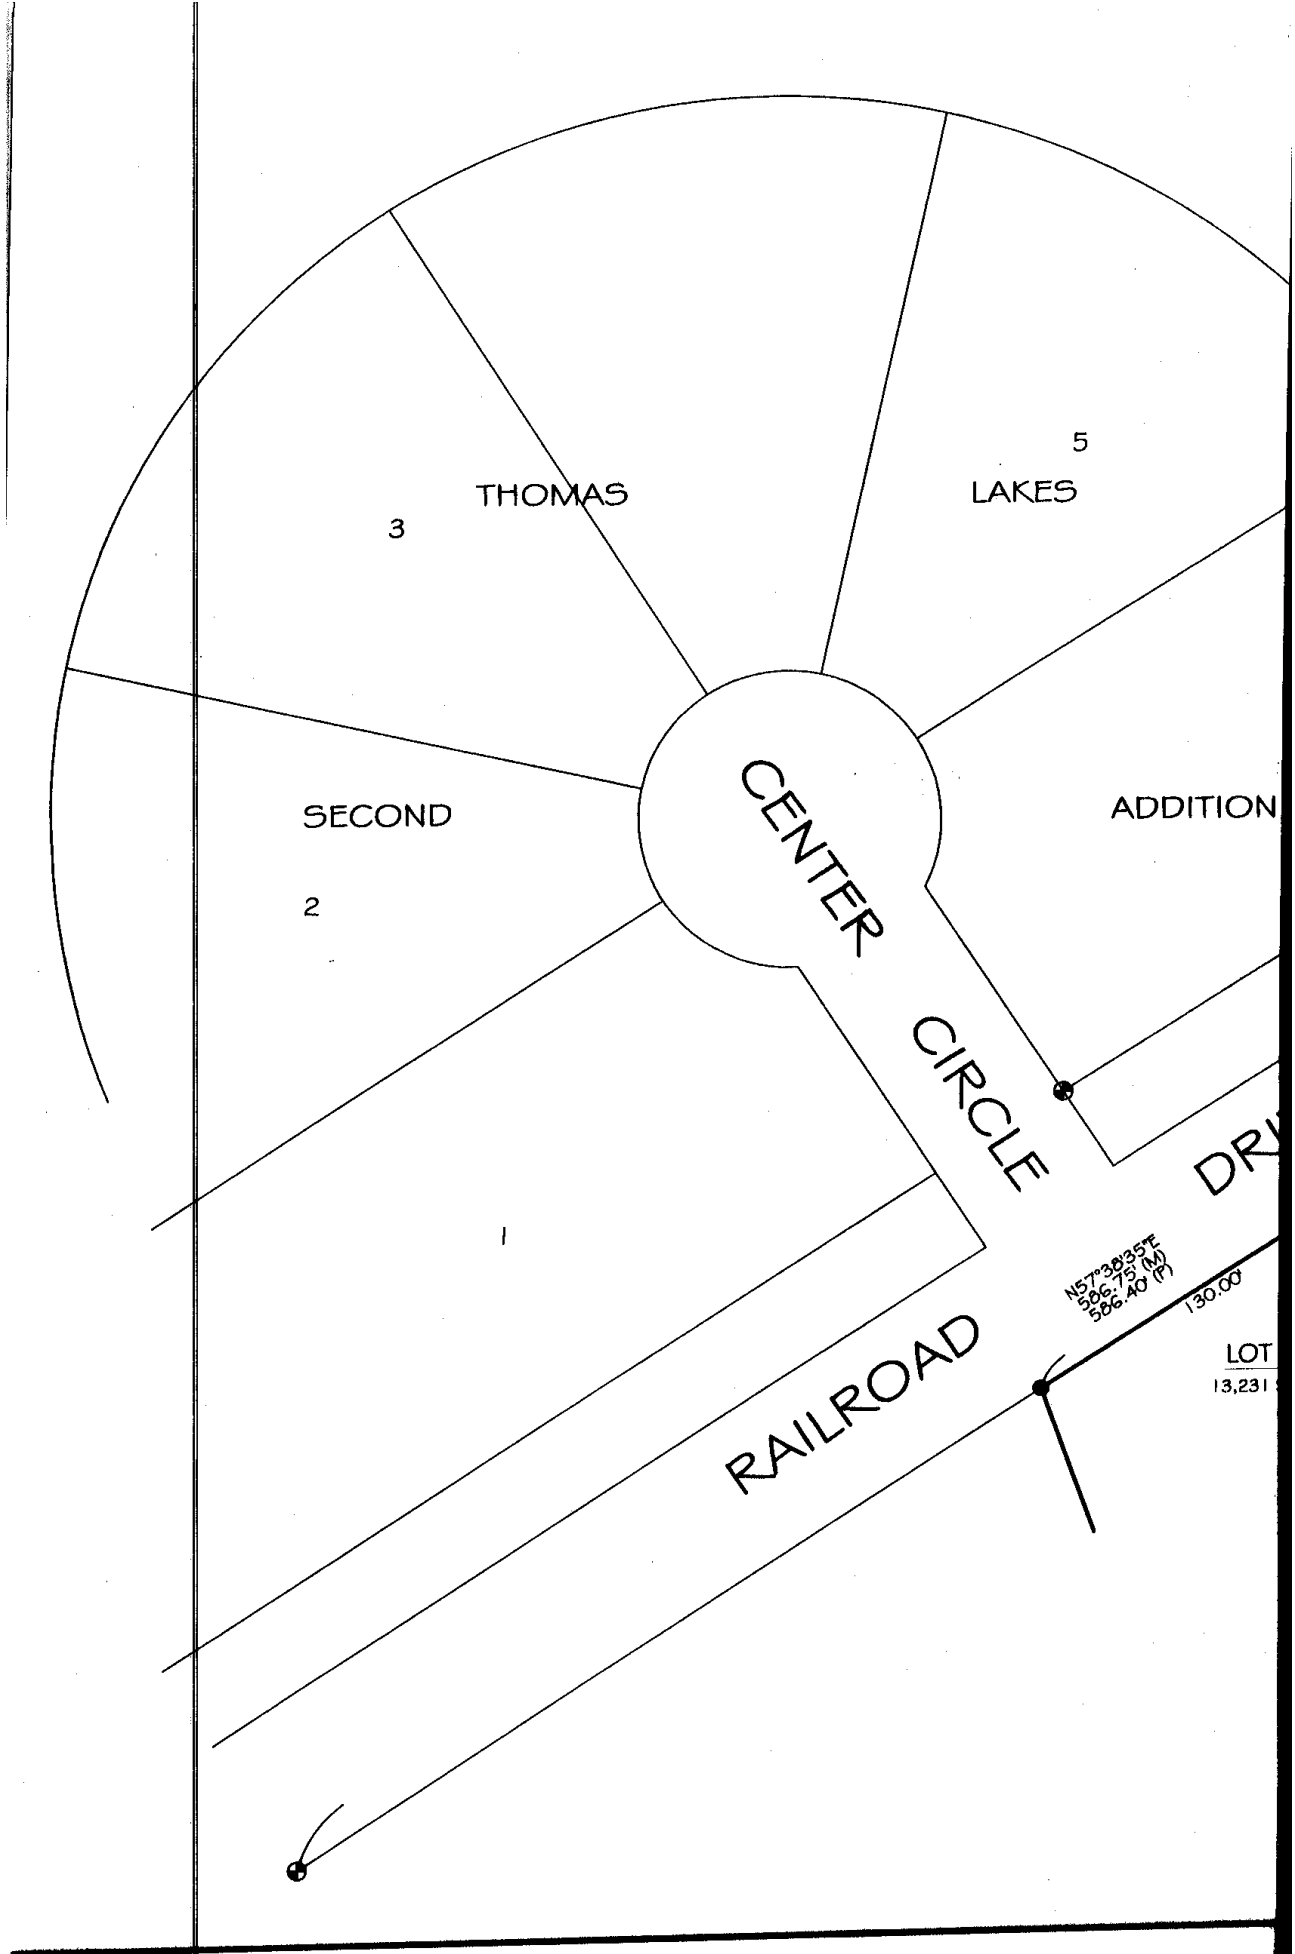 5
THOMAS
LAKES
3
CENTER
SECOND
ADDITION
2
CIRCLE
DRI
1
N57°38'35"E
586.75' (M)
586.40' (P)
130.00'
RAILROAD
LOT
13,231